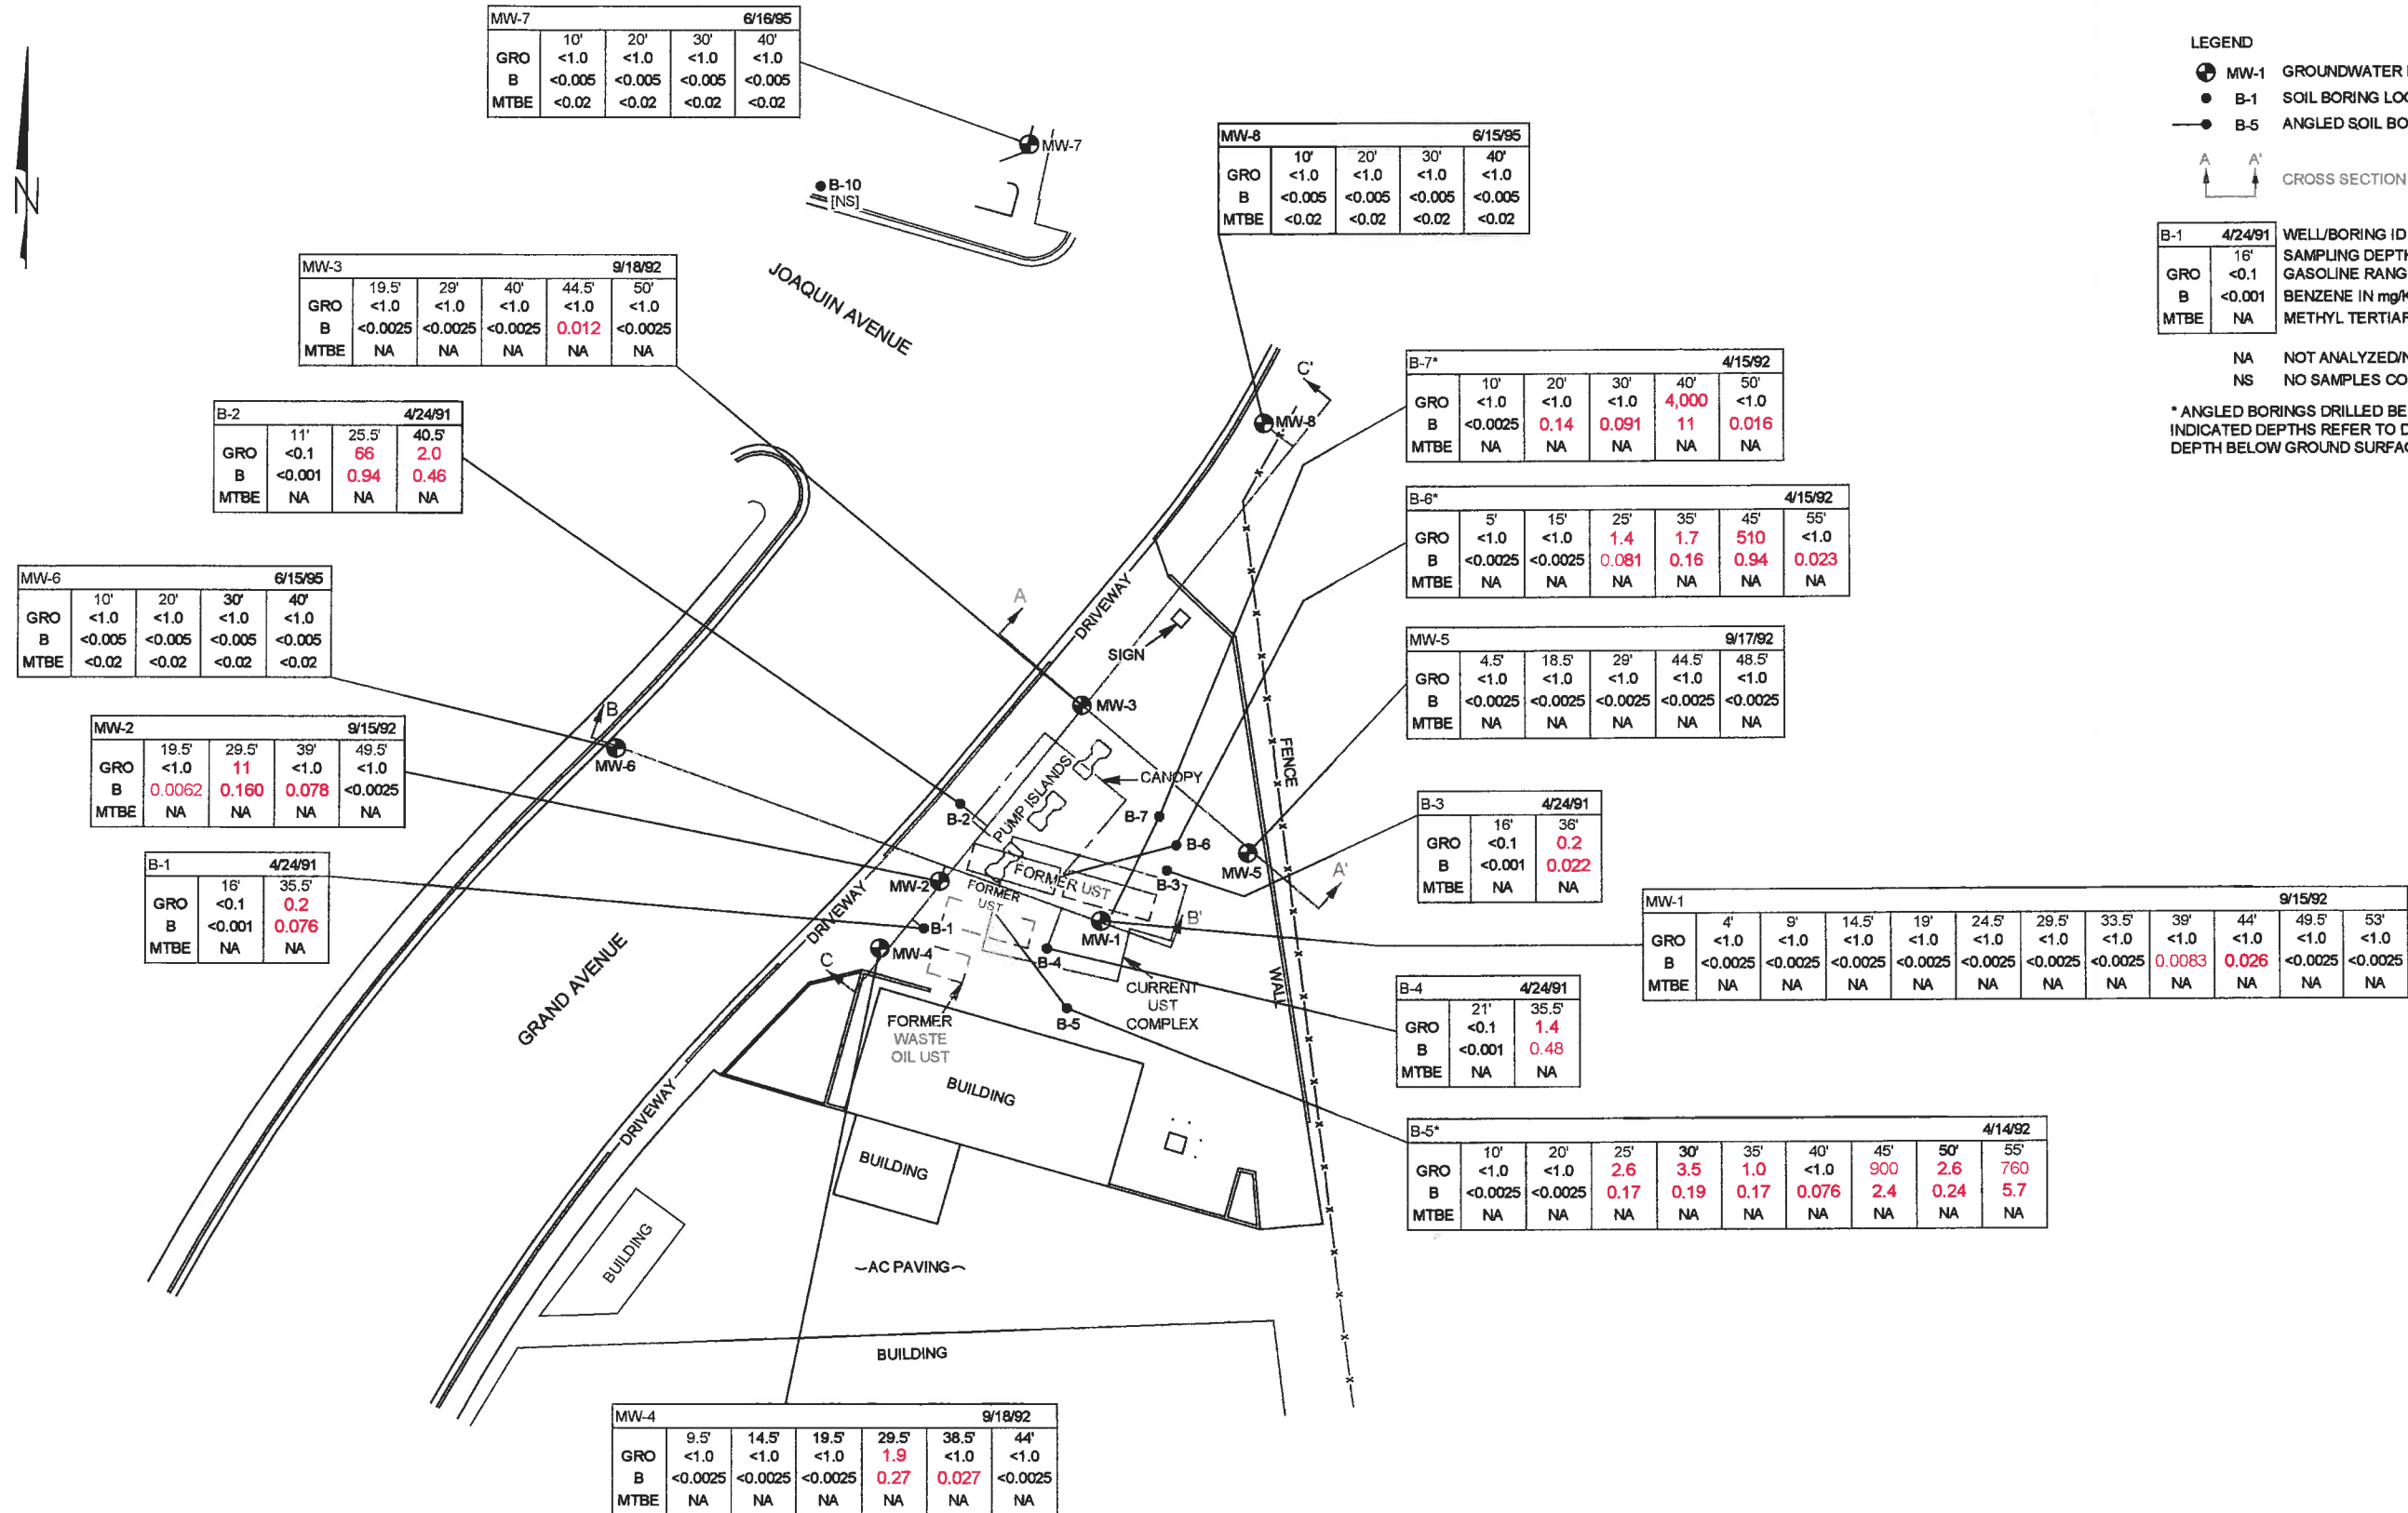 MW-7 6/16/95
10' 20' 30' 40'
GRO <1.0 <1.0 <1.0 <1.0
B <0.005 <0.005 <0.005 <0.005
MTBE <0.02 <0.02 <0.02 <0.02
N
MW-7
B-10
[NS]
MW-8 6/15/95
10' 20' 30' 40'
GRO <1.0 <1.0 <1.0 <1.0
B <0.005 <0.005 <0.005 <0.005
MTBE <0.02 <0.02 <0.02 <0.02
LEGEND
MW-1 GROUNDWATER
B-1 SOIL BORING
B-5 ANGLED SOIL
A A'
CROSS SECTION
B-1 4/24/91 WELL/BORING ID
16' SAMPLING
GRO <0.1 GASOLINE
B <0.001 BENZENE IN
MTBE NA METHYL
NA NOT
NS NO SAMPLES
* ANGLED BORINGS DRILLED
INDICATED DEPTHS REFER TO
DEPTH BELOW GROUND
MW-3 9/18/92
19.5' 29' 40' 44.5' 50'
GRO <1.0 <1.0 <1.0 <1.0 <1.0
B <0.0025 <0.0025 <0.0025 0.012 <0.0025
MTBE NA NA NA NA NA
JOAQUIN AVENUE
C'
MW-8
B-7* 4/15/92
10' 20' 30' 40' 50'
GRO <1.0 <1.0 <1.0 4,000 <1.0
B <0.0025 0.14 0.091 11 0.016
MTBE NA NA NA NA NA
B-2 4/24/91
11' 25.5' 40.5'
GRO <0.1 66 2.0
B <0.001 0.94 0.46
MTBE NA NA NA
B-6* 4/15/92
5' 15' 25' 35' 45' 55'
GRO <1.0 <1.0 1.4 1.7 510 <1.0
B <0.0025 <0.0025 0.081 0.16 0.94 0.023
MTBE NA NA NA NA NA NA
MW-6 6/15/95
10' 20' 30' 40'
GRO <1.0 <1.0 <1.0 <1.0
B <0.005 <0.005 <0.005 <0.005
MTBE <0.02 <0.02 <0.02 <0.02
A
DRIVEWAY
SIGN
MW-5 9/17/92
4.5' 18.5' 29' 44.5' 48.5'
GRO <1.0 <1.0 <1.0 <1.0 <1.0
B <0.0025 <0.0025 <0.0025 <0.0025 <0.0025
MTBE NA NA NA NA NA
MW-2 9/15/92
19.5' 29.5' 39' 49.5'
GRO <1.0 11 <1.0 <1.0
B 0.0062 0.160 0.078 <0.0025
MTBE NA NA NA NA
B
MW-6
MW-3
FENCE
CANOPY
PUMP ISLANDS
B-2
B-7
B-6
MW-5
A'
B-3
B-3 4/24/91
16' 36'
GRO <0.1 0.2
B <0.001 0.022
MTBE NA NA
B-1 4/24/91
16' 35.5'
GRO <0.1 0.2
B <0.001 0.076
MTBE NA NA
MW-2
FORMER UST
FORMER
UST
DRIVEWAY
B-1
MW-1
B'
MW-4
B-4
C
GRAND AVENUE
WALL
CURRENT
UST
COMPLEX
B-5
FORMER
WASTE
OIL UST
MW-1 9/15/92
4' 9' 14.5' 19' 24.5' 29.5' 33.5' 39' 44' 49.5' 53'
GRO <1.0 <1.0 <1.0 <1.0 <1.0 <1.0 <1.0 <1.0 <1.0 <1.0 <1.0
B <0.0025 <0.0025 <0.0025 <0.0025 <0.0025 <0.0025 <0.0025 0.0083 0.026 <0.0025 <0.0025
MTBE NA NA NA NA NA NA NA NA NA NA NA
B-4 4/24/91
21' 35.5'
GRO <0.1 1.4
B <0.001 0.48
MTBE NA NA
DRIVEWAY
BUILDING
BUILDING
BUILDING
B-5* 4/14/92
10' 20' 25' 30' 35' 40' 45' 50' 55'
GRO <1.0 <1.0 2.6 3.5 1.0 <1.0 900 2.6 760
B <0.0025 <0.0025 0.17 0.19 0.17 0.076 2.4 0.24 5.7
MTBE NA NA NA NA NA NA NA NA NA
AC PAVING
BUILDING
MW-4 9/18/92
9.5' 14.5' 19.5' 29.5' 38.5' 44'
GRO <1.0 <1.0 <1.0 1.9 <1.0 <1.0
B <0.0025 <0.0025 <0.0025 0.27 0.027 <0.0025
MTBE NA NA NA NA NA NA